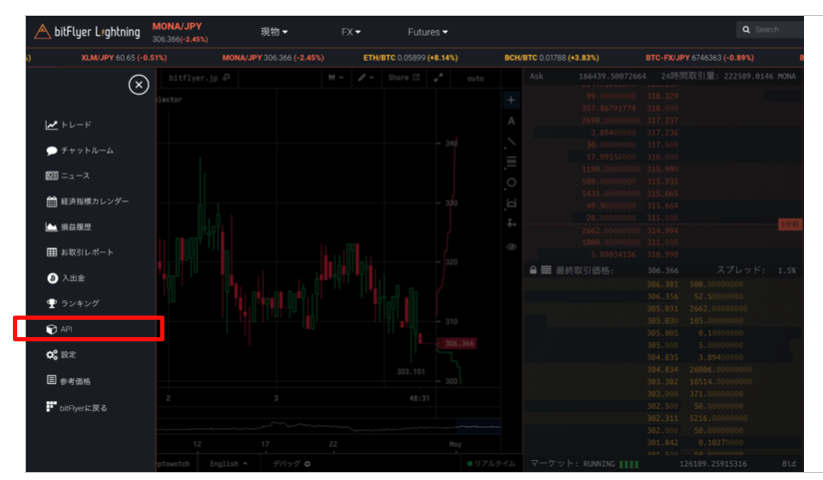 bitFlyer Lightning
MONA/JPY
306.366(-2.45%)
現物
FX
Futures
Search
XLM/JPY 60.65 (-0.51%)
MONA/JPY 306.366 (-2.45%)
ETH/BTC 0.05899 (+8.14%)
BCH/BTC 0.01788 (+3.83%)
BTC-FX/JPY 6746363 (-0.89%)
bitflyer.jp
Share
auto
Ask 166439.50072664 24時間取引量: 222589.0146 MONA
トレード
チャットルーム
ニュース
経済指標カレンダー
損益履歴
お取引レポート
入出金
ランキング
API
設定
参考価格
bitFlyerに戻る
340
330
320
310
306.366
303.151
300
2 3 48:31
12 17 22 May
English デバッグ
リアルタイム
99.00000000 318.329
357.86791774 318.000
2698.00000000 317.237
3.89400000 317.236
30.00000000 317.000
17.99550000 316.000
1190.00000000 315.990
500.00000000 315.935
5431.00000000 315.665
49.90000000 315.664
20.00000000 315.000
2662.00000000 314.994
1800.00000000 311.000
5.89034156 310.999
最終取引価格: 306.366 スプレッド: 1.5%
306.381 500.00000000
306.356 52.50000000
305.031 2662.00000000
305.030 105.00000000
305.005 0.10000000
305.000 5.00000000
304.835 3.89400000
304.834 26006.00000000
303.302 10514.00000000
303.000 371.00000000
302.500 50.00000000
302.311 5216.00000000
302.000 50.00000000
301.842 0.10270000
マーケット: RUNNING
126109.25915316 Bid